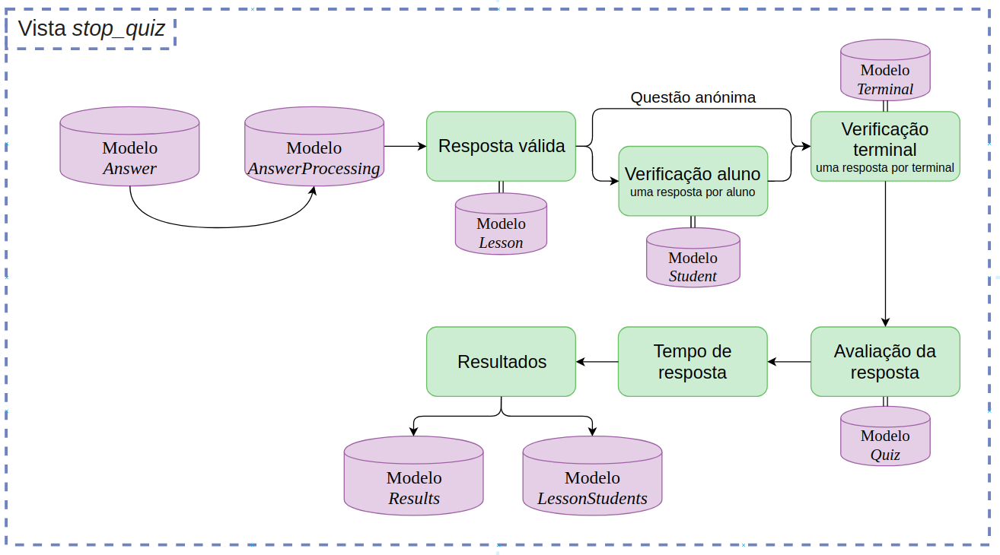 Vista stop_quiz
Modelo
Answer
Modelo
AnswerProcessing
Resposta válida
Modelo
Lesson
Questão anónima
Verificação aluno
uma resposta por aluno
Modelo
Student
Modelo
Terminal
Verificação
terminal
uma resposta por terminal
Avaliação da
resposta
Modelo
Quiz
Tempo de
resposta
Resultados
Modelo
Results
Modelo
LessonStudents